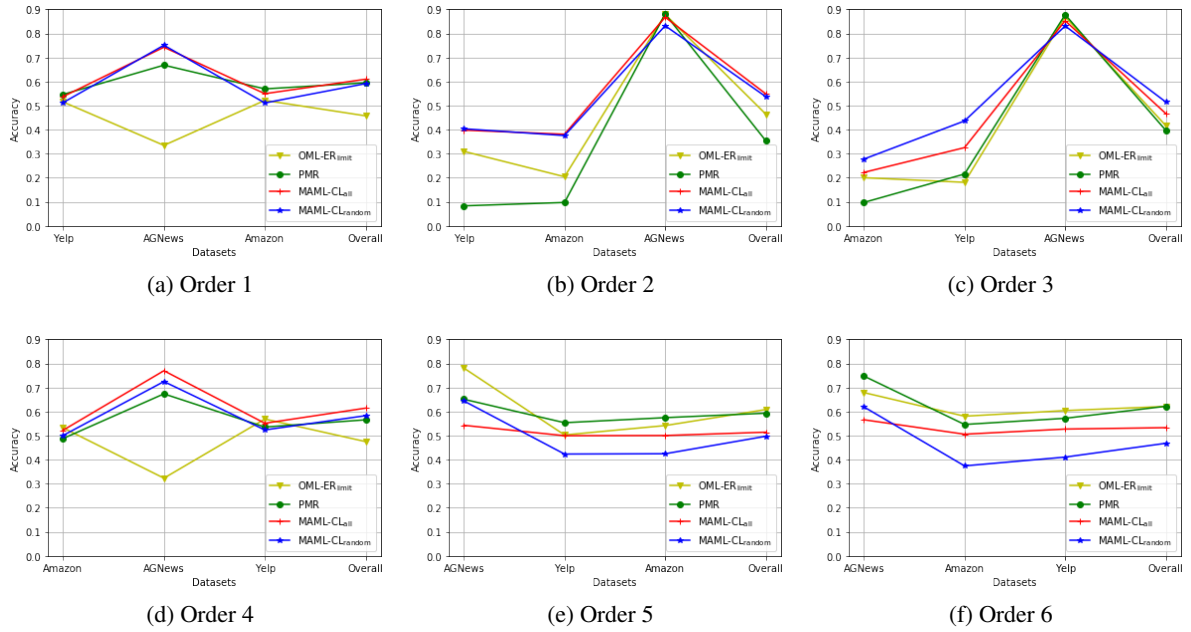 0.9
0.8
0.7
0.6
0.5
0.4
0.3
0.2
0.1
0.0
Accuracy
Yelp AGNews Amazon Overall
Datasets
OML-ERlimit
PMR
MAML-CLall
MAML-CLrandom
(a) Order 1
0.9
0.8
0.7
0.6
0.5
0.4
0.3
0.2
0.1
0.0
Accuracy
Yelp Amazon AGNews Overall
Datasets
OML-ERlimit
PMR
MAML-CLall
MAML-CLrandom
(b) Order 2
0.9
0.8
0.7
0.6
0.5
0.4
0.3
0.2
0.1
0.0
Accuracy
Amazon Yelp AGNews Overall
Datasets
OML-ERlimit
PMR
MAML-CLall
MAML-CLrandom
(c) Order 3
0.9
0.8
0.7
0.6
0.5
0.4
0.3
0.2
0.1
0.0
Accuracy
Amazon AGNews Yelp Overall
Datasets
OML-ERlimit
PMR
MAML-CLall
MAML-CLrandom
(d) Order 4
0.9
0.8
0.7
0.6
0.5
0.4
0.3
0.2
0.1
0.0
Accuracy
AGNews Yelp Amazon Overall
Datasets
OML-ERlimit
PMR
MAML-CLall
MAML-CLrandom
(e) Order 5
0.9
0.8
0.7
0.6
0.5
0.4
0.3
0.2
0.1
0.0
Accuracy
AGNews Amazon Yelp Overall
Datasets
OML-ERlimit
PMR
MAML-CLall
MAML-CLrandom
(f) Order 6